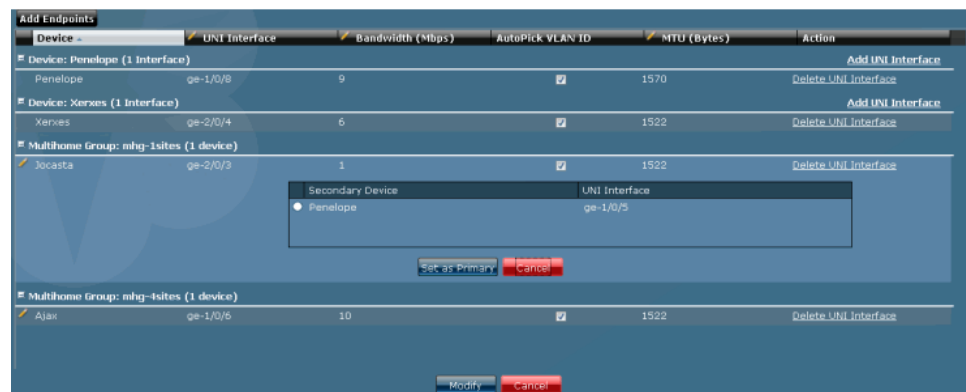 Add Endpoints
Device UNI Interface Bandwidth (Mbps) AutoPick VLAN ID MTU (Bytes) Action
Device: Penelope (1 Interface) Add UNI Interface
Penelope ge-1/0/8 9 1570 Delete UNI Interface
Device: Xerxes (1 Interface) Add UNI Interface
Xerxes ge-2/0/4 6 1522 Delete UNI Interface
Multihome Group: mhg-1sites (1 device)
Jocasta ge-2/0/3 1 1522 Delete UNI Interface
Secondary Device UNI Interface
Penelope ge-1/0/5
Set as Primary Cancel
Multihome Group: mhg-4sites (1 device)
Ajax ge-1/0/6 10 1522 Delete UNI Interface
Modify Cancel